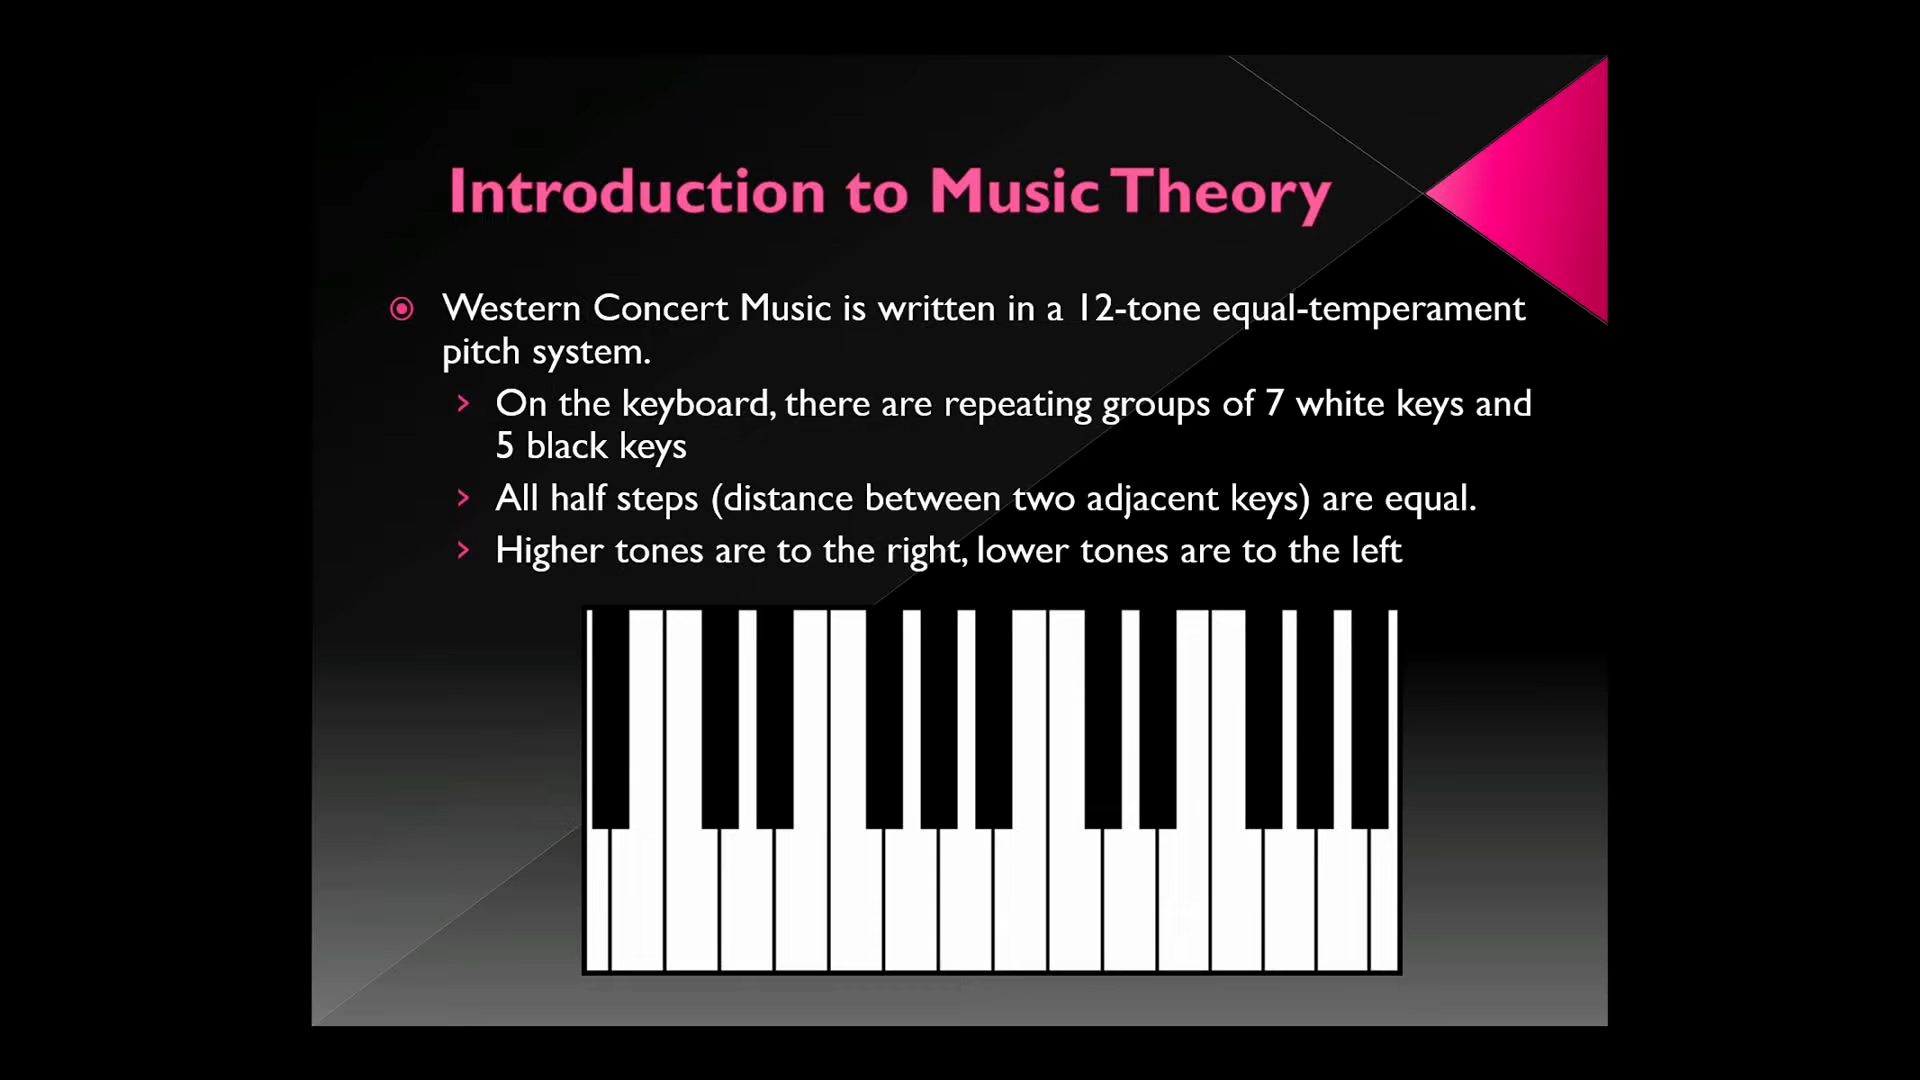 Introduction to Music Theory
Western Concert Music is written in a 12-tone equal-temperament
pitch system.
On the keyboard, there are repeating groups of 7 white keys and
5 black keys
All half steps (distance between two adjacent keys) are equal.
Higher tones are to the right, lower tones are to the left